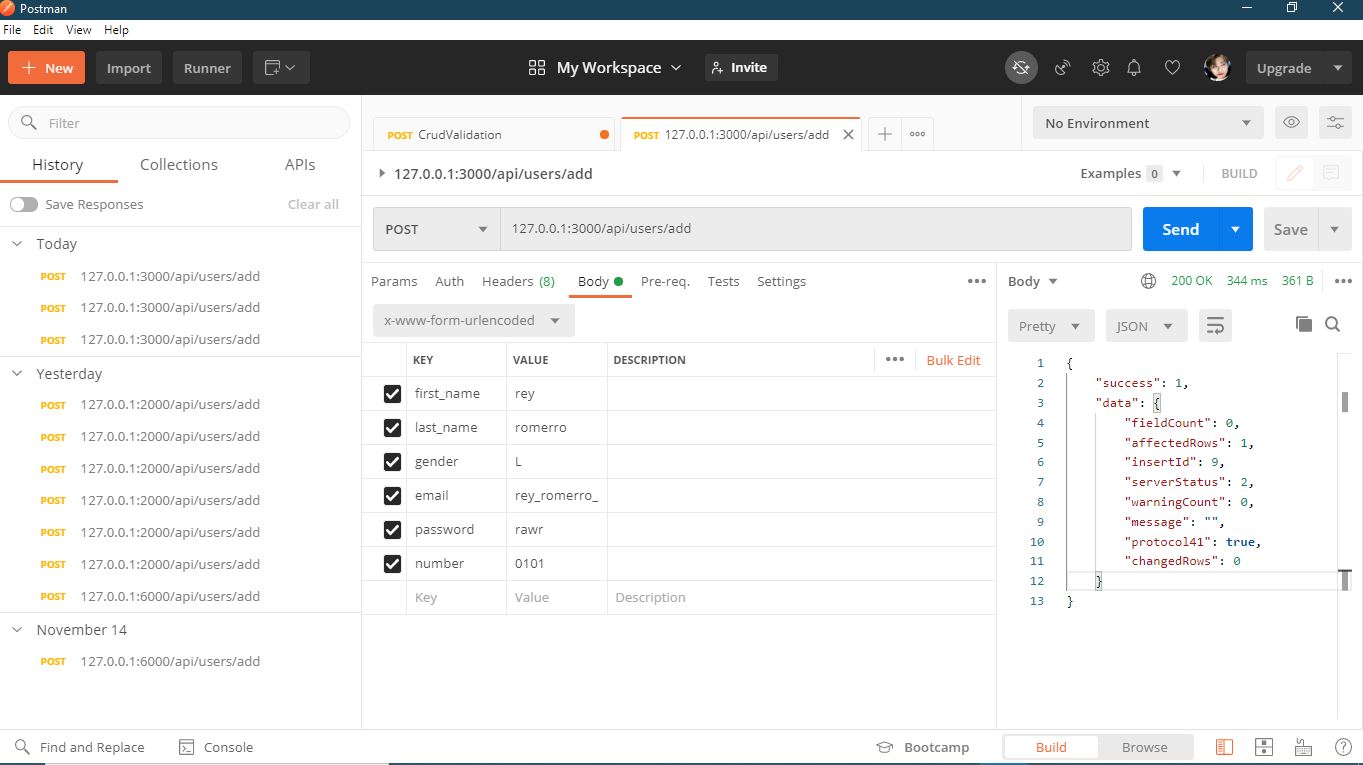 Postman
File Edit View Help
New Import Runner My Workspace Invite Upgrade
Filter
History Collections APIs
Save Responses Clear all
Today
POST 127.0.0.1:3000/api/users/add
POST 127.0.0.1:3000/api/users/add
POST 127.0.0.1:3000/api/users/add
Yesterday
POST 127.0.0.1:2000/api/users/add
POST 127.0.0.1:2000/api/users/add
POST 127.0.0.1:2000/api/users/add
POST 127.0.0.1:2000/api/users/add
POST 127.0.0.1:2000/api/users/add
POST 127.0.0.1:2000/api/users/add
POST 127.0.0.1:6000/api/users/add
November 14
POST 127.0.0.1:6000/api/users/add
POST CrudValidation POST 127.0.0.1:3000/api/users/add No Environment
127.0.0.1:3000/api/users/add Examples 0 BUILD
POST 127.0.0.1:3000/api/users/add Send Save
Params Auth Headers (8) Body Pre-req. Tests Settings
x-www-form-urlencoded
KEY VALUE DESCRIPTION Bulk Edit
first_name rey
last_name romerro
gender L
email rey_romerro_
password rawr
number 0101
Key Value Description
Body 200 OK 344 ms 361 B
Pretty JSON
1 {
2 "success": 1,
3 "data": {
4 "fieldCount": 0,
5 "affectedRows": 1,
6 "insertId": 9,
7 "serverStatus": 2,
8 "warningCount": 0,
9 "message": "",
10 "protocol41": true,
11 "changedRows": 0
12 }
13 }
Find and Replace Console Bootcamp Build Browse